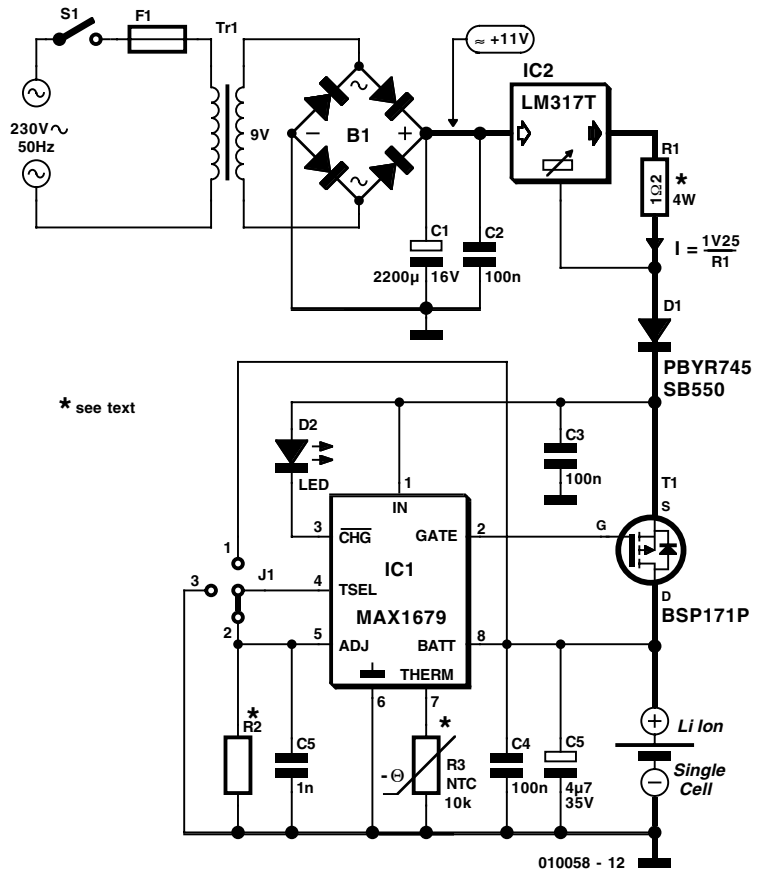 S1
F1
Tr1
≈ +11V
IC2
LM317T
230V~
50Hz
9V
~
B1
−
+
~
R1
1Ω2
*
4W
I = 1V25
R1
C1
2200µ
16V
C2
100n
D1
PBYR745
SB550
* see text
D2
LED
C3
100n
1
IN
T1
S
3
CHG
GATE
2
G
IC1
1
3
J1
4
TSEL
MAX1679
D
BSP171P
2
5
ADJ
BATT
8
THERM
6
7
*
R2
C5
1n
*
-Θ
R3
NTC
10k
C4
100n
C5
4µ7
35V
+
Li Ion
Single
Cell
−
010058 - 12